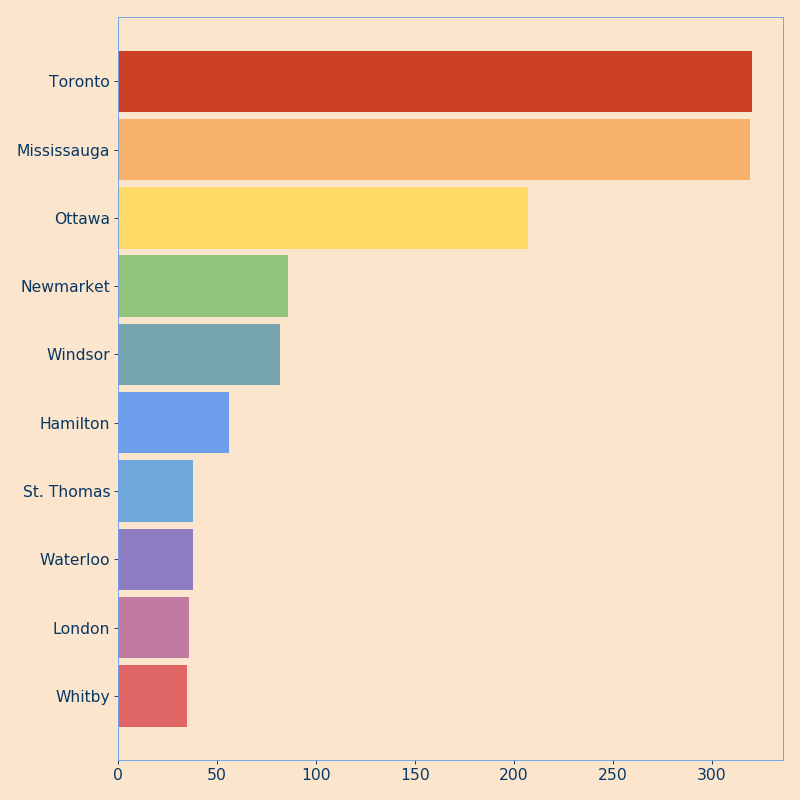 Toronto
Mississauga
Ottawa
Newmarket
Windsor
Hamilton
St. Thomas
Waterloo
London
Whitby
0 50 100 150 200 250 300